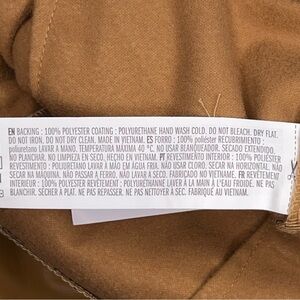 EN BACKING : 100% POLYESTER COATING : POLYURETHANE HAND WASH COLD. DO NOT BLEACH. DRY FLAT.
DO NOT IRON, DO NOT DRY CLEAN. MADE IN VIETNAM. ES FORRO : 100% poliéster RECUBRIMIENTO :
poliuretano LAVAR A MANO, TEMPERATURA MÁXIMA 40 °C. NO USAR BLANQUEADOR. SECADO EXTENDIDO.
NO PLANCHAR. NO LIMPIEZA EN SECO. HECHO EN VIETNAM. PT REVESTIMENTO INTERIOR : 100% POLIÉSTER
REVESTIMENTO : POLIURETANO LAVAR À MÃO EM ÁGUA FRIA. NÃO USAR CLORO. SECAR NA HORIZONTAL. NÃO
SECAR NA MÁQUINA. NÃO PASSAR A FERRO. NÃO LAVAR A SECO. FABRICADO NO VIETNAM. FR REVÊTEMENT
INTÉRIEUR : 100% POLYESTER REVÊTEMENT : POLYURÉTHANNE LAVER À LA MAIN À L'EAU FROIDE. NE PAS
BLANCHIR. SÉCHER À PLAT. NE PAS REPASSER. NE PAS NETTOYER À SEC. FABRIQUÉ AU VIETNAM.